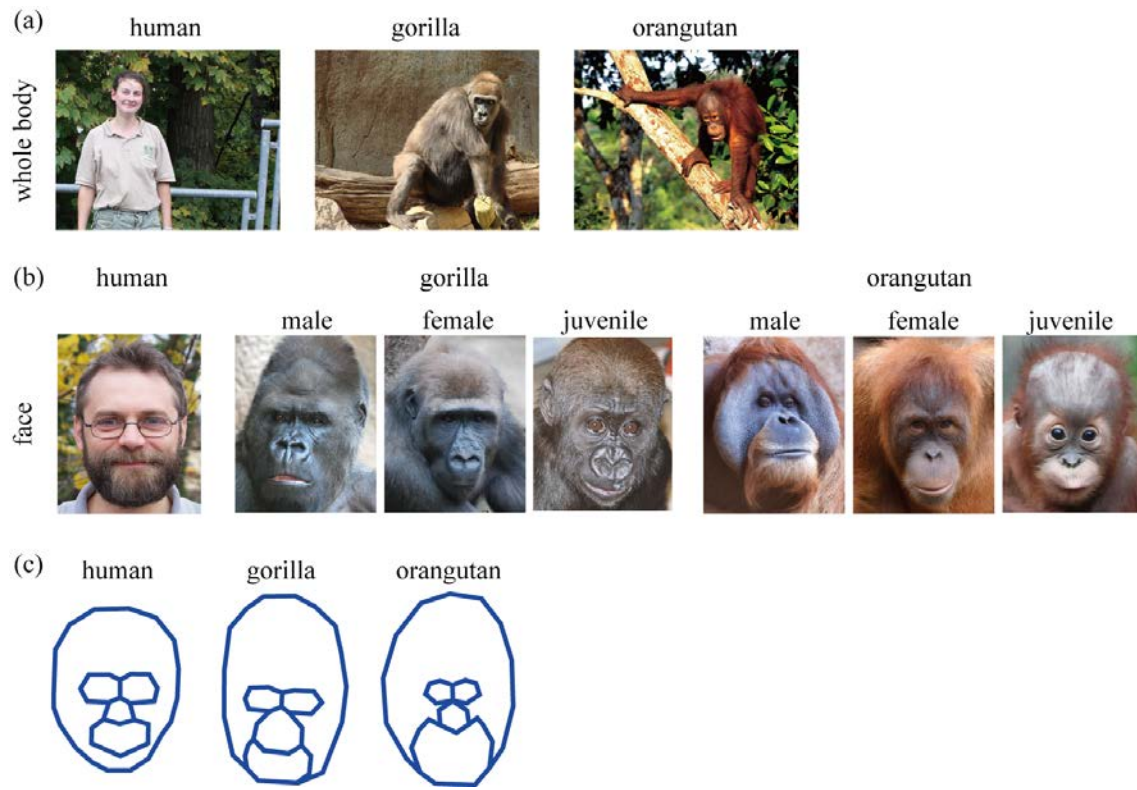 (a)
human gorilla orangutan
whole body
(b)
human gorilla orangutan
male female juvenile male female juvenile
face
(c)
human gorilla orangutan